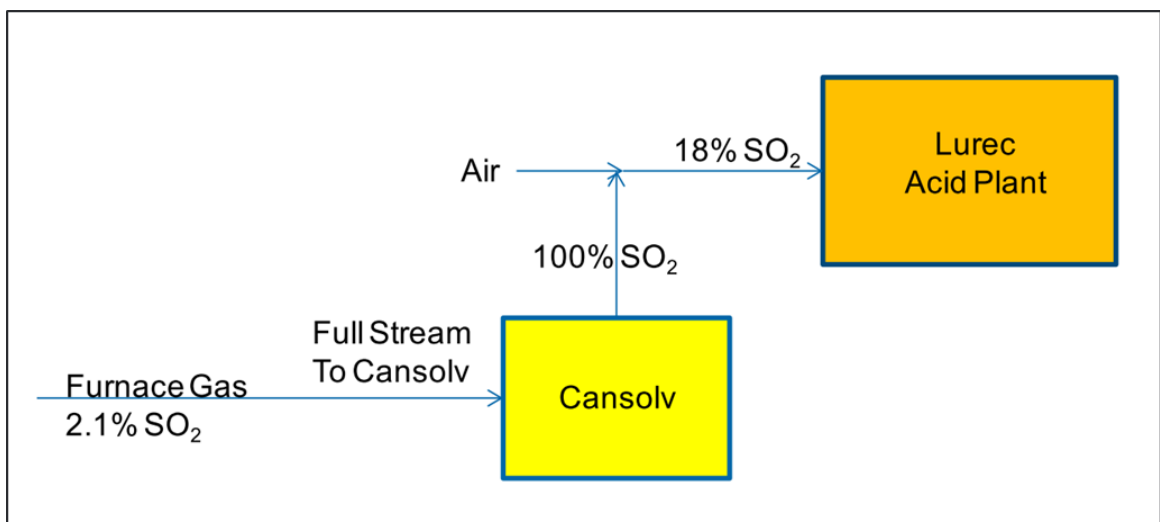 Air
18% SO₂
Lurec
Acid Plant
100% SO₂
Full Stream
To Cansolv
Furnace Gas
2.1% SO₂
Cansolv